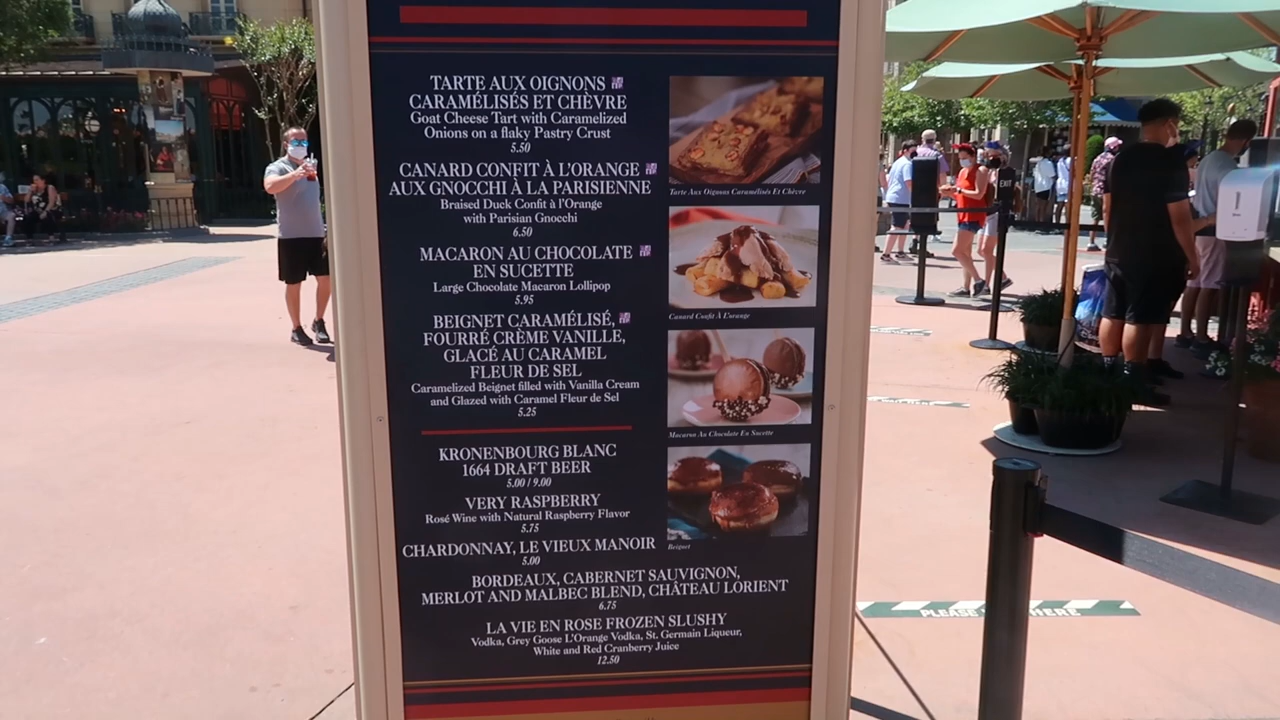 TARTE AUX OIGNONS
CARAMÉLISÉS ET CHÈVRE
Goat Cheese Tart with Caramelized
Onions on a flaky Pastry Crust
5.50
CANARD CONFIT À L'ORANGE
AUX GNOCCHI À LA PARISIENNE
Braised Duck Confit à l'Orange
with Parisian Gnocchi
6.50
MACARON AU CHOCOLATE
EN SUCETTE
Large Chocolate Macaron Lollipop
5.95
BEIGNET CARAMÉLISÉ,
FOURRÉ CRÈME VANILLE,
GLACÉ AU CARAMEL
FLEUR DE SEL
Caramelized Beignet filled with Vanilla Cream
and Glazed with Caramel Fleur de Sel
5.25
KRONENBOURG BLANC
1664 DRAFT BEER
5.00 / 9.00
VERY RASPBERRY
Rosé Wine with Natural Raspberry Flavor
5.75
CHARDONNAY, LE VIEUX MANOIR
5.00
BORDEAUX, CABERNET SAUVIGNON,
MERLOT AND MALBEC BLEND, CHÂTEAU LORIENT
6.75
LA VIE EN ROSE FROZEN SLUSHY
Vodka, Grey Goose L'Orange Vodka, St. Germain Liqueur,
White and Red Cranberry Juice
12.50
Tarte Aux Oignons Caramélisés Et Chèvre
Canard Confit À L'orange
Macaron Au Chocolate En Sucette
Beignet
EXIT
PLEASE HERE